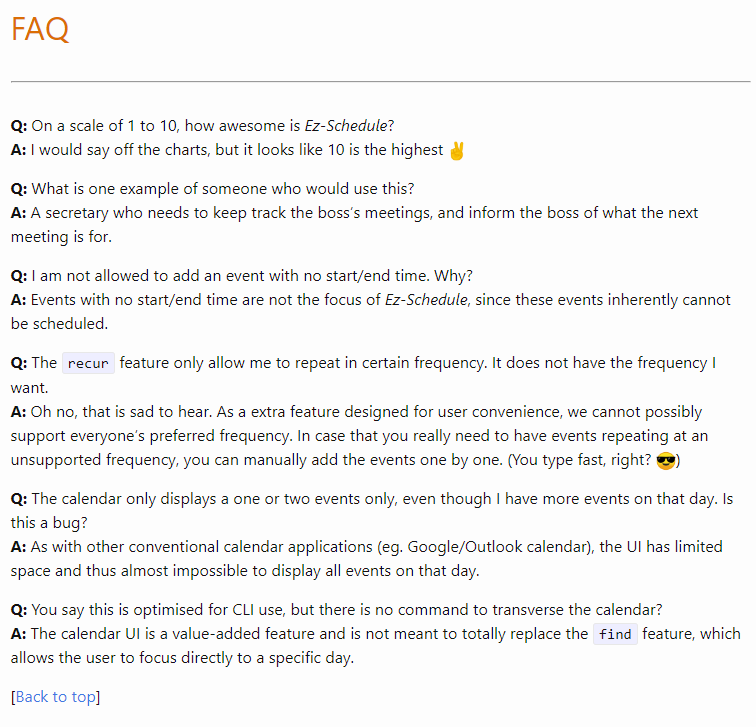 FAQ
Q: On a scale of 1 to 10, how awesome is Ez-Schedule?
A: I would say off the charts, but it looks like 10 is the highest ✌
Q: What is one example of someone who would use this?
A: A secretary who needs to keep track the boss's meetings, and inform the boss of what the next
meeting is for.
Q: I am not allowed to add an event with no start/end time. Why?
A: Events with no start/end time are not the focus of Ez-Schedule, since these events inherently cannot
be scheduled.
Q: The recur feature only allow me to repeat in certain frequency. It does not have the frequency I
want.
A: Oh no, that is sad to hear. As a extra feature designed for user convenience, we cannot possibly
support everyone's preferred frequency. In case that you really need to have events repeating at an
unsupported frequency, you can manually add the events one by one. (You type fast, right? 😎)
Q: The calendar only displays a one or two events only, even though I have more events on that day. Is
this a bug?
A: As with other conventional calendar applications (eg. Google/Outlook calendar), the UI has limited
space and thus almost impossible to display all events on that day.
Q: You say this is optimised for CLI use, but there is no command to transverse the calendar?
A: The calendar UI is a value-added feature and is not meant to totally replace the find feature, which
allows the user to focus directly to a specific day.
[Back to top]